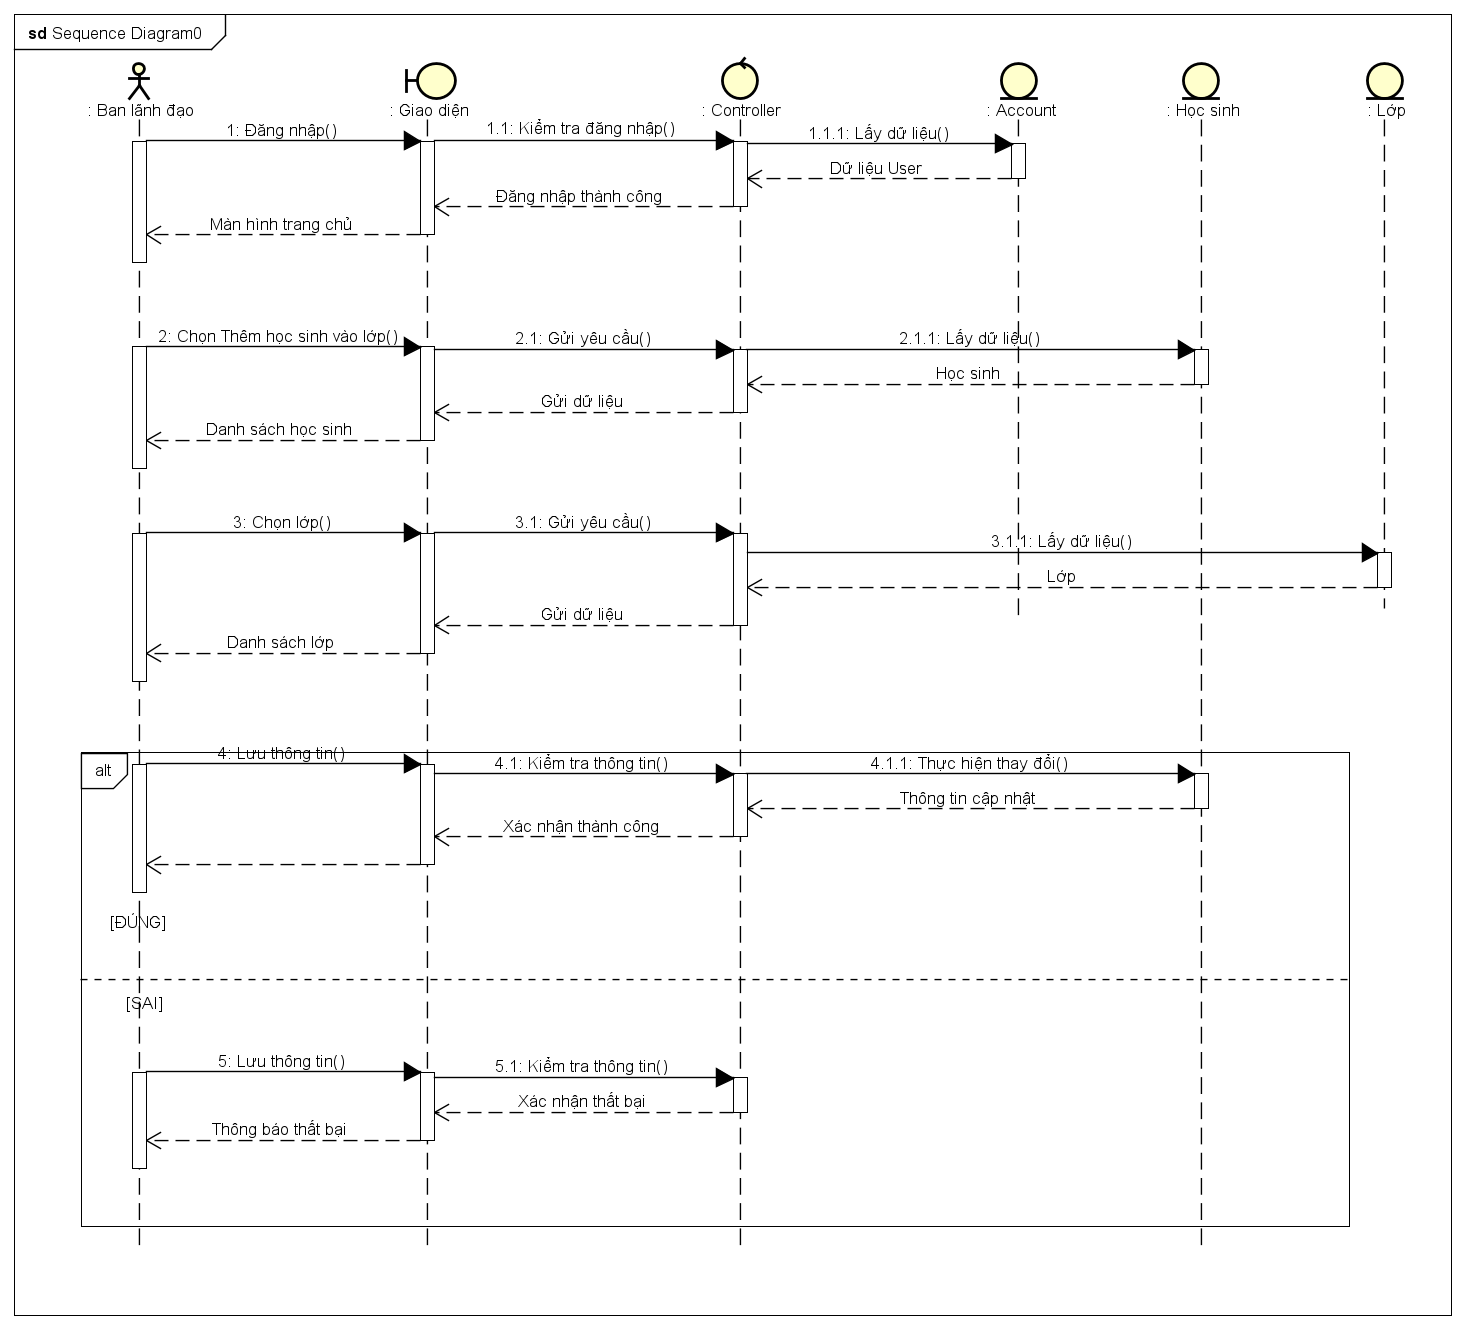 sd Sequence Diagram0
: Ban lãnh đạo
: Giao diện
: Controller
: Account
: Học sinh
: Lớp
1: Đăng nhập()
1.1: Kiểm tra đăng nhập()
1.1.1: Lấy dữ liệu()
Dữ liệu User
Đăng nhập thành công
Màn hình trang chủ
2: Chọn Thêm học sinh vào lớp()
2.1: Gửi yêu cầu()
2.1.1: Lấy dữ liệu()
Học sinh
Gửi dữ liệu
Danh sách học sinh
3: Chọn lớp()
3.1: Gửi yêu cầu()
3.1.1: Lấy dữ liệu()
Lớp
Gửi dữ liệu
Danh sách lớp
alt
4: Lưu thông tin()
4.1: Kiểm tra thông tin()
4.1.1: Thực hiện thay đổi()
Thông tin cập nhật
Xác nhận thành công
[ĐÚNG]
[SAI]
5: Lưu thông tin()
5.1: Kiểm tra thông tin()
Xác nhận thất bại
Thông báo thất bại